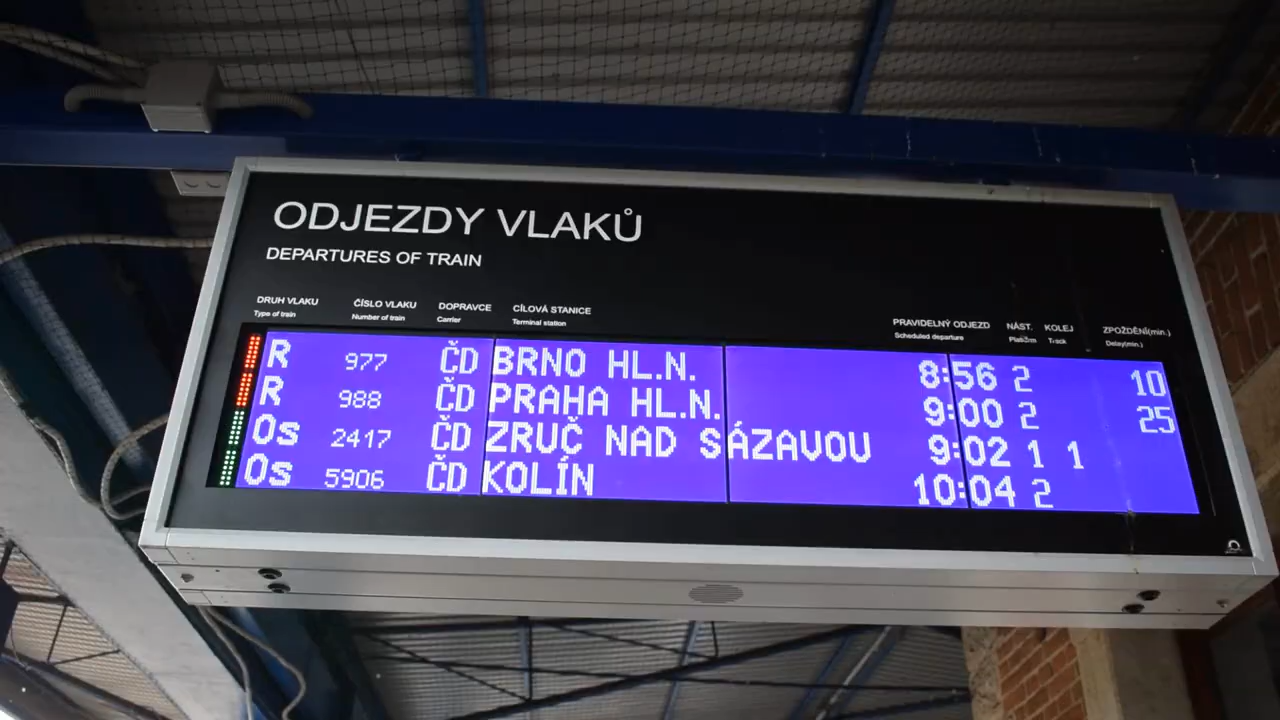 ODJEZDY VLAKŮ
DEPARTURES OF TRAIN
DRUH VLAKU ČÍSLO VLAKU DOPRAVCE CÍLOVÁ STANICE PRAVIDELNÝ ODJEZD NÁST. KOLEJ ZPOŽDĚNÍ(min.)
Type of train Number of train Carrier Terminal station Scheduled departure Platform Track Delay(min.)
R 977 ČD BRNO HL.N. 8:56 2 10
R 988 ČD PRAHA HL.N. 9:00 2 25
Os 2417 ČD ZRUČ NAD SÁZAVOU 9:02 1 1
Os 5906 ČD KOLÍN 10:04 2